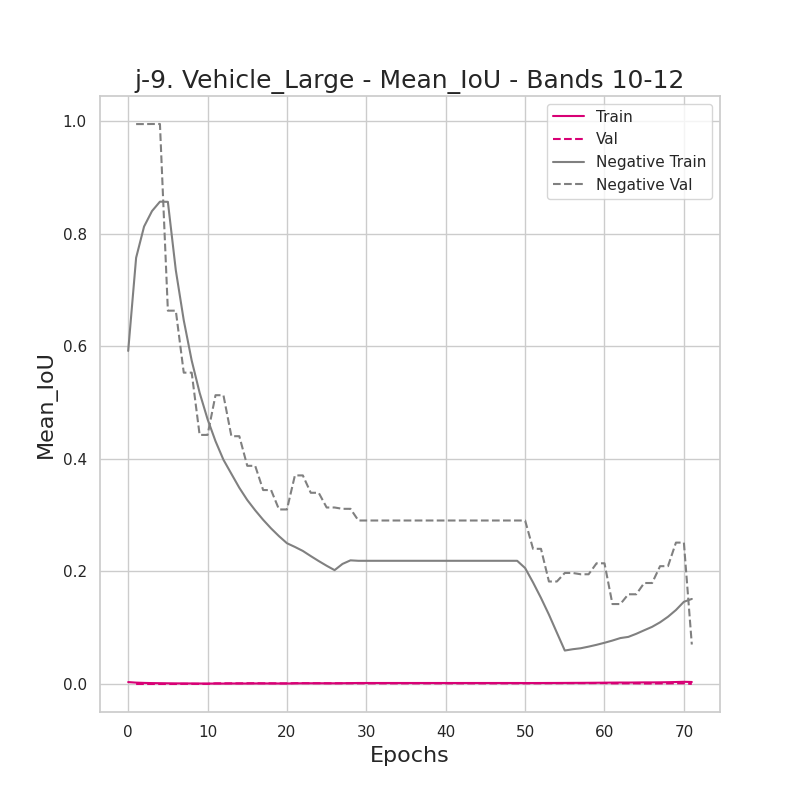 j-9. Vehicle_Large - Mean_IoU - Bands 10-12
Train
Val
Negative Train
Negative Val
Mean_IoU
1.0
0.8
0.6
0.4
0.2
0.0
0 10 20 30 40 50 60 70
Epochs